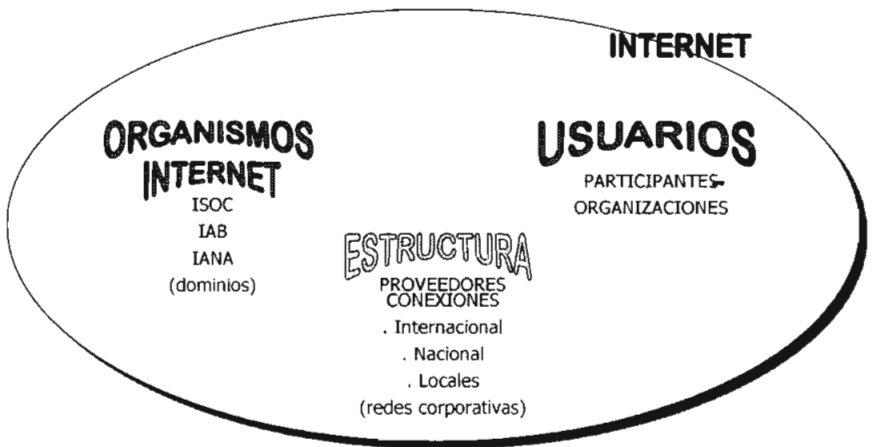 INTERNET
ORGANISMOS
INTERNET
ISOC
IAB
IANA
(dominios)
USUARIOS
PARTICIPANTES-
ORGANIZACIONES
ESTRUCTURA
PROVEEDORES
CONEXIONES
. Internacional
. Nacional
. Locales
(redes corporativas)